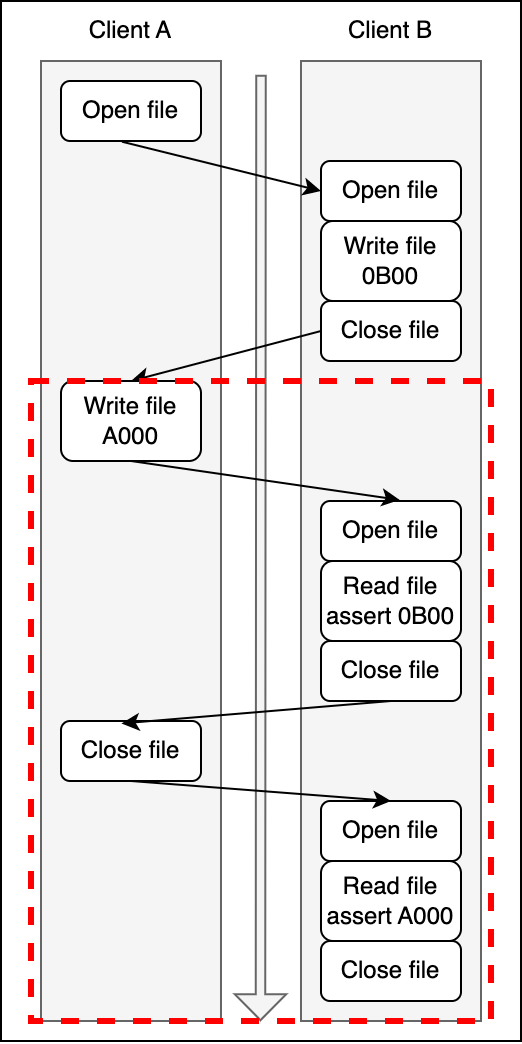 Client A
Client B
Open file
Open file
Write file
0B00
Close file
Write file
A000
Open file
Read file
assert 0B00
Close file
Close file
Open file
Read file
assert A000
Close file